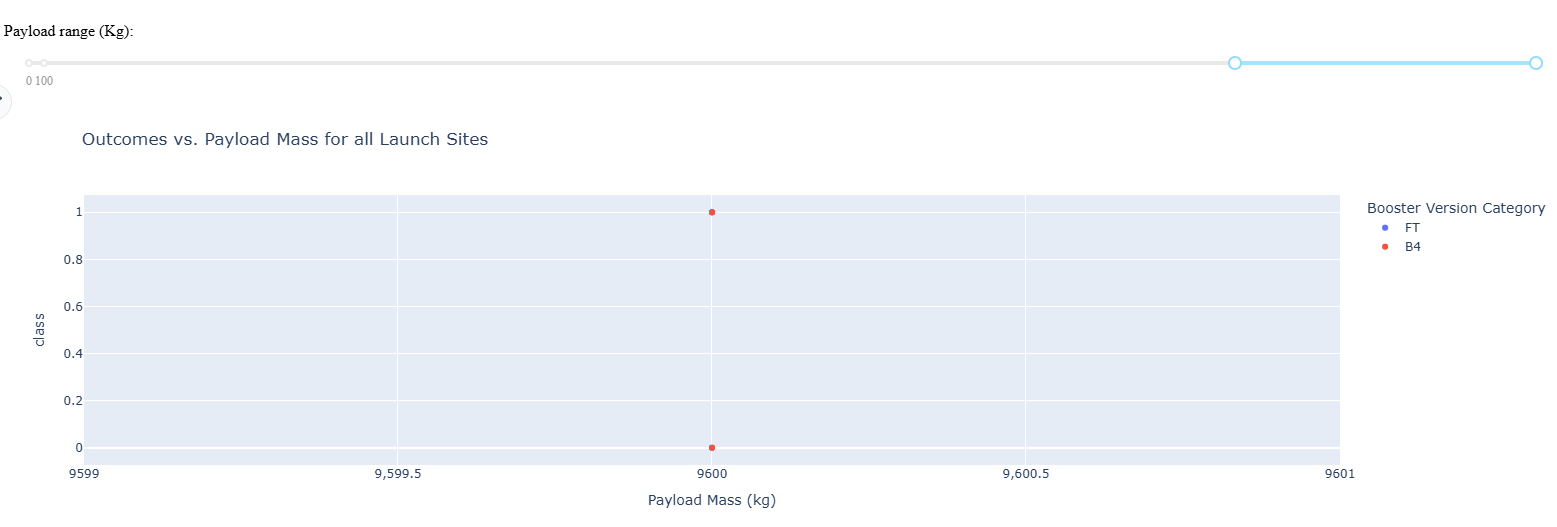 Payload range (Kg):
0 100
Outcomes vs. Payload Mass for all Launch Sites
Booster Version Category
FT
B4
class
1
0.8
0.6
0.4
0.2
0
9599 9,599.5 9600 9,600.5 9601
Payload Mass (kg)